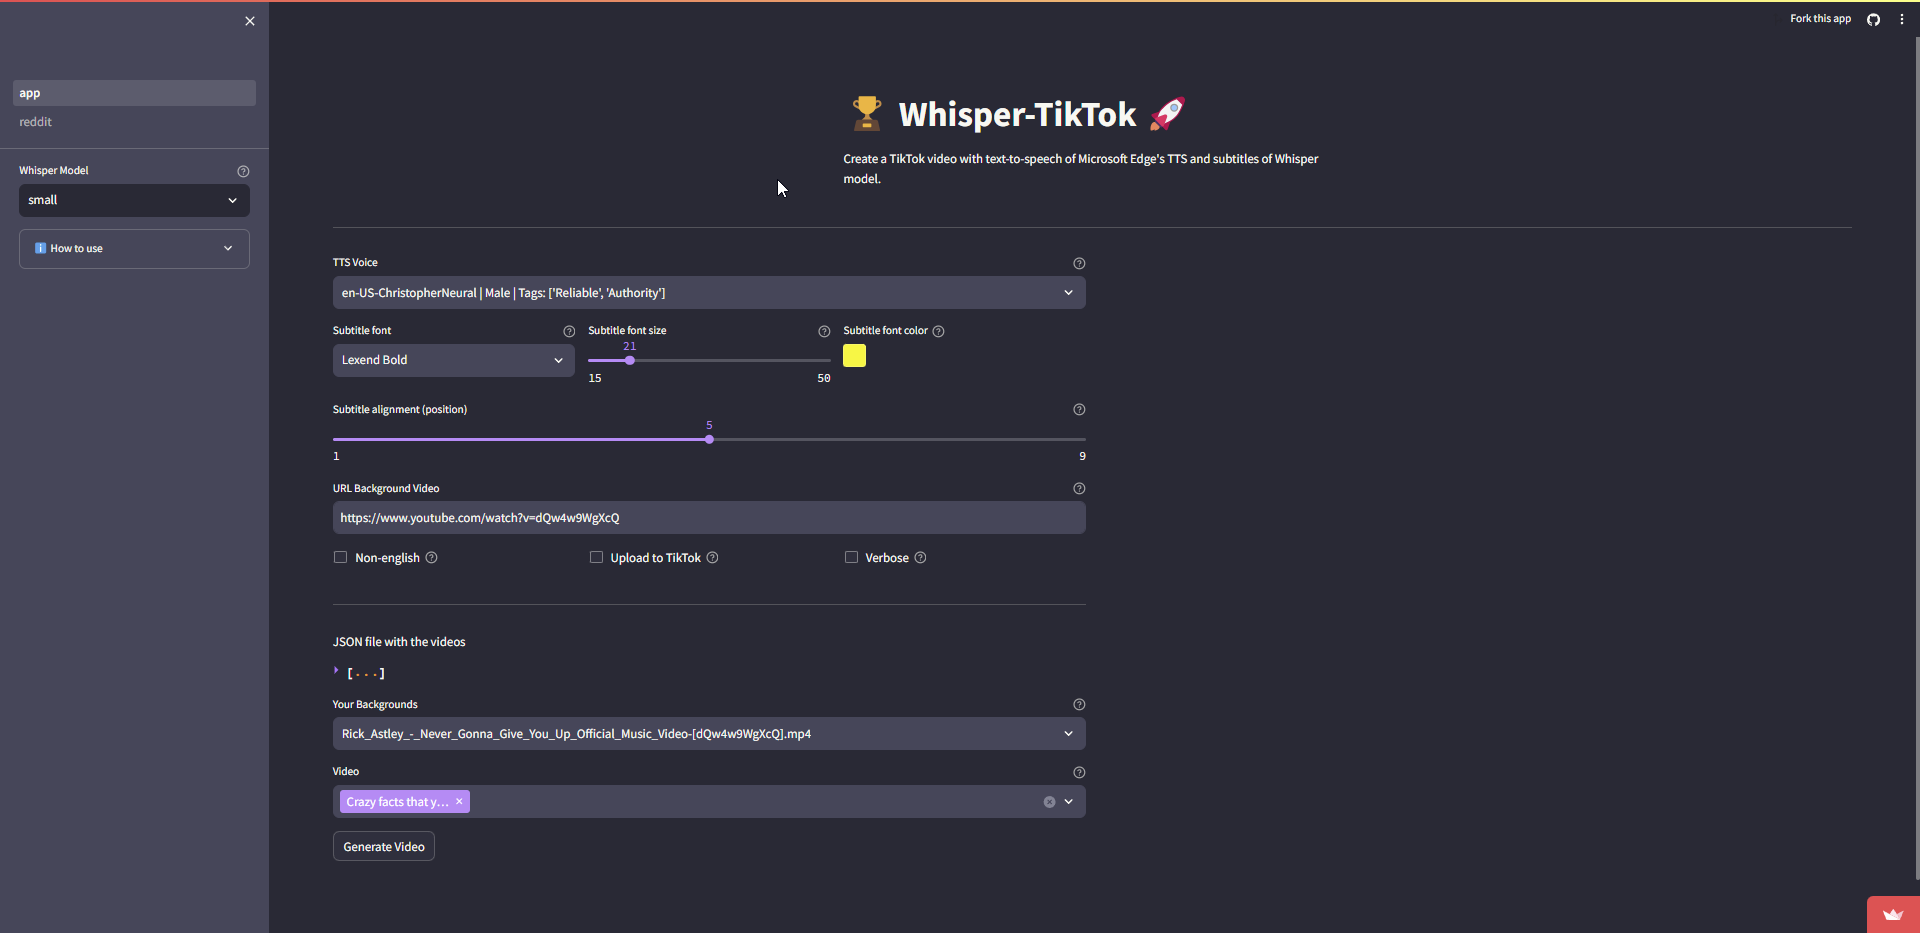 Fork this app
app
reddit
Whisper Model
small
How to use
Whisper-TikTok
Create a TikTok video with text-to-speech of Microsoft Edge's TTS and subtitles of Whisper
model.
TTS Voice
en-US-ChristopherNeural | Male | Tags: ['Reliable', 'Authority']
Subtitle font
Lexend Bold
Subtitle font size
21
15 50
Subtitle font color
Subtitle alignment (position)
5
1 9
URL Background Video
https://www.youtube.com/watch?v=dQw4w9WgXcQ
Non-english
Upload to TikTok
Verbose
JSON file with the videos
[...]
Your Backgrounds
Rick_Astley_-_Never_Gonna_Give_You_Up_Official_Music_Video-[dQw4w9WgXcQ].mp4
Video
Crazy facts that y...
Generate Video